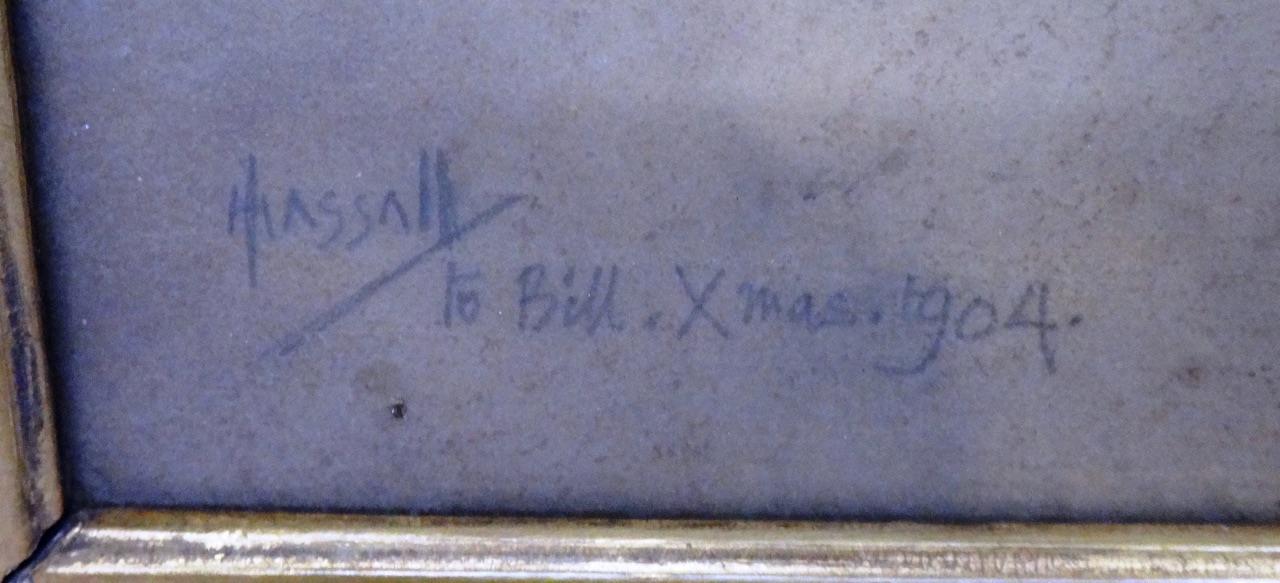 Hassall
to Bill. Xmas. 1904.